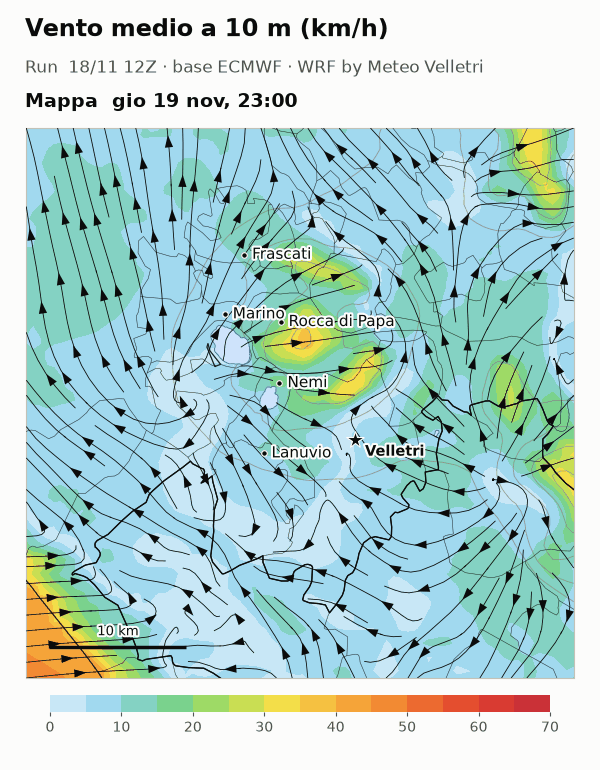 Vento medio a 10 m (km/h)
Run  18/11 12Z · base ECMWF · WRF by Meteo Velletri
Mappa  gio 19 nov, 23:00
Frascati
Marino
Rocca di Papa
Nemi
Velletri
Lanuvio
10 km
0 10 20 30 40 50 60 70